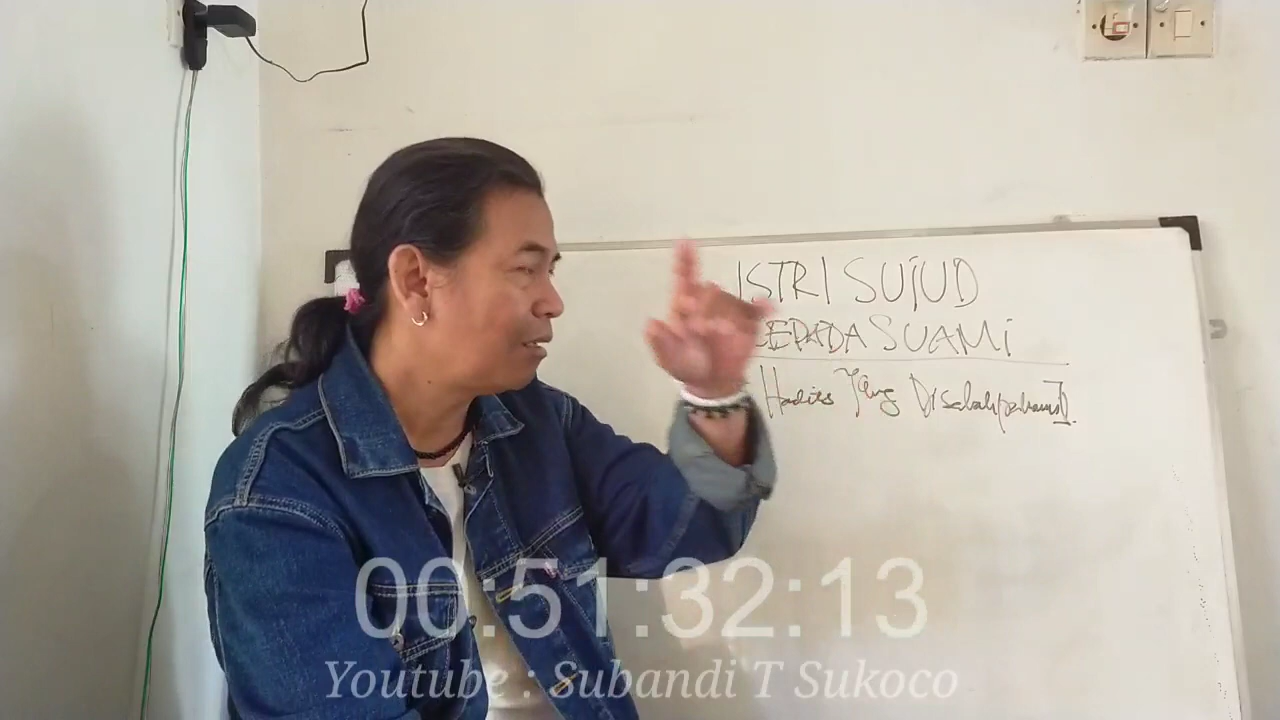 ISTRI SUJUD
KEPADA SUAMi
Hadits Yang Disalahpahami
00:51:32:13
Youtube : Subandi T Sukoco